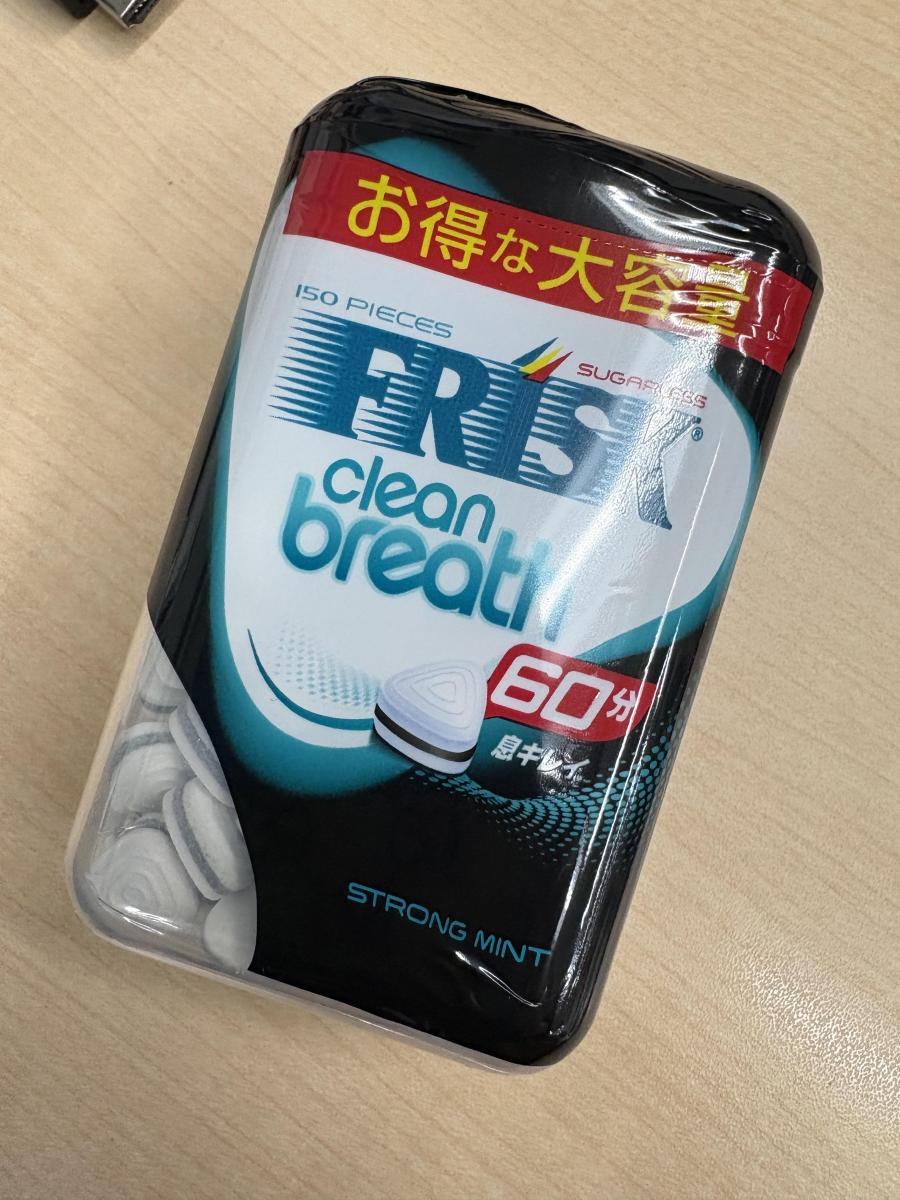 お得な大容量
150 PIECES
FRISK®
SUGARLESS
clean
breath
60分
息キレイ
STRONG MINT